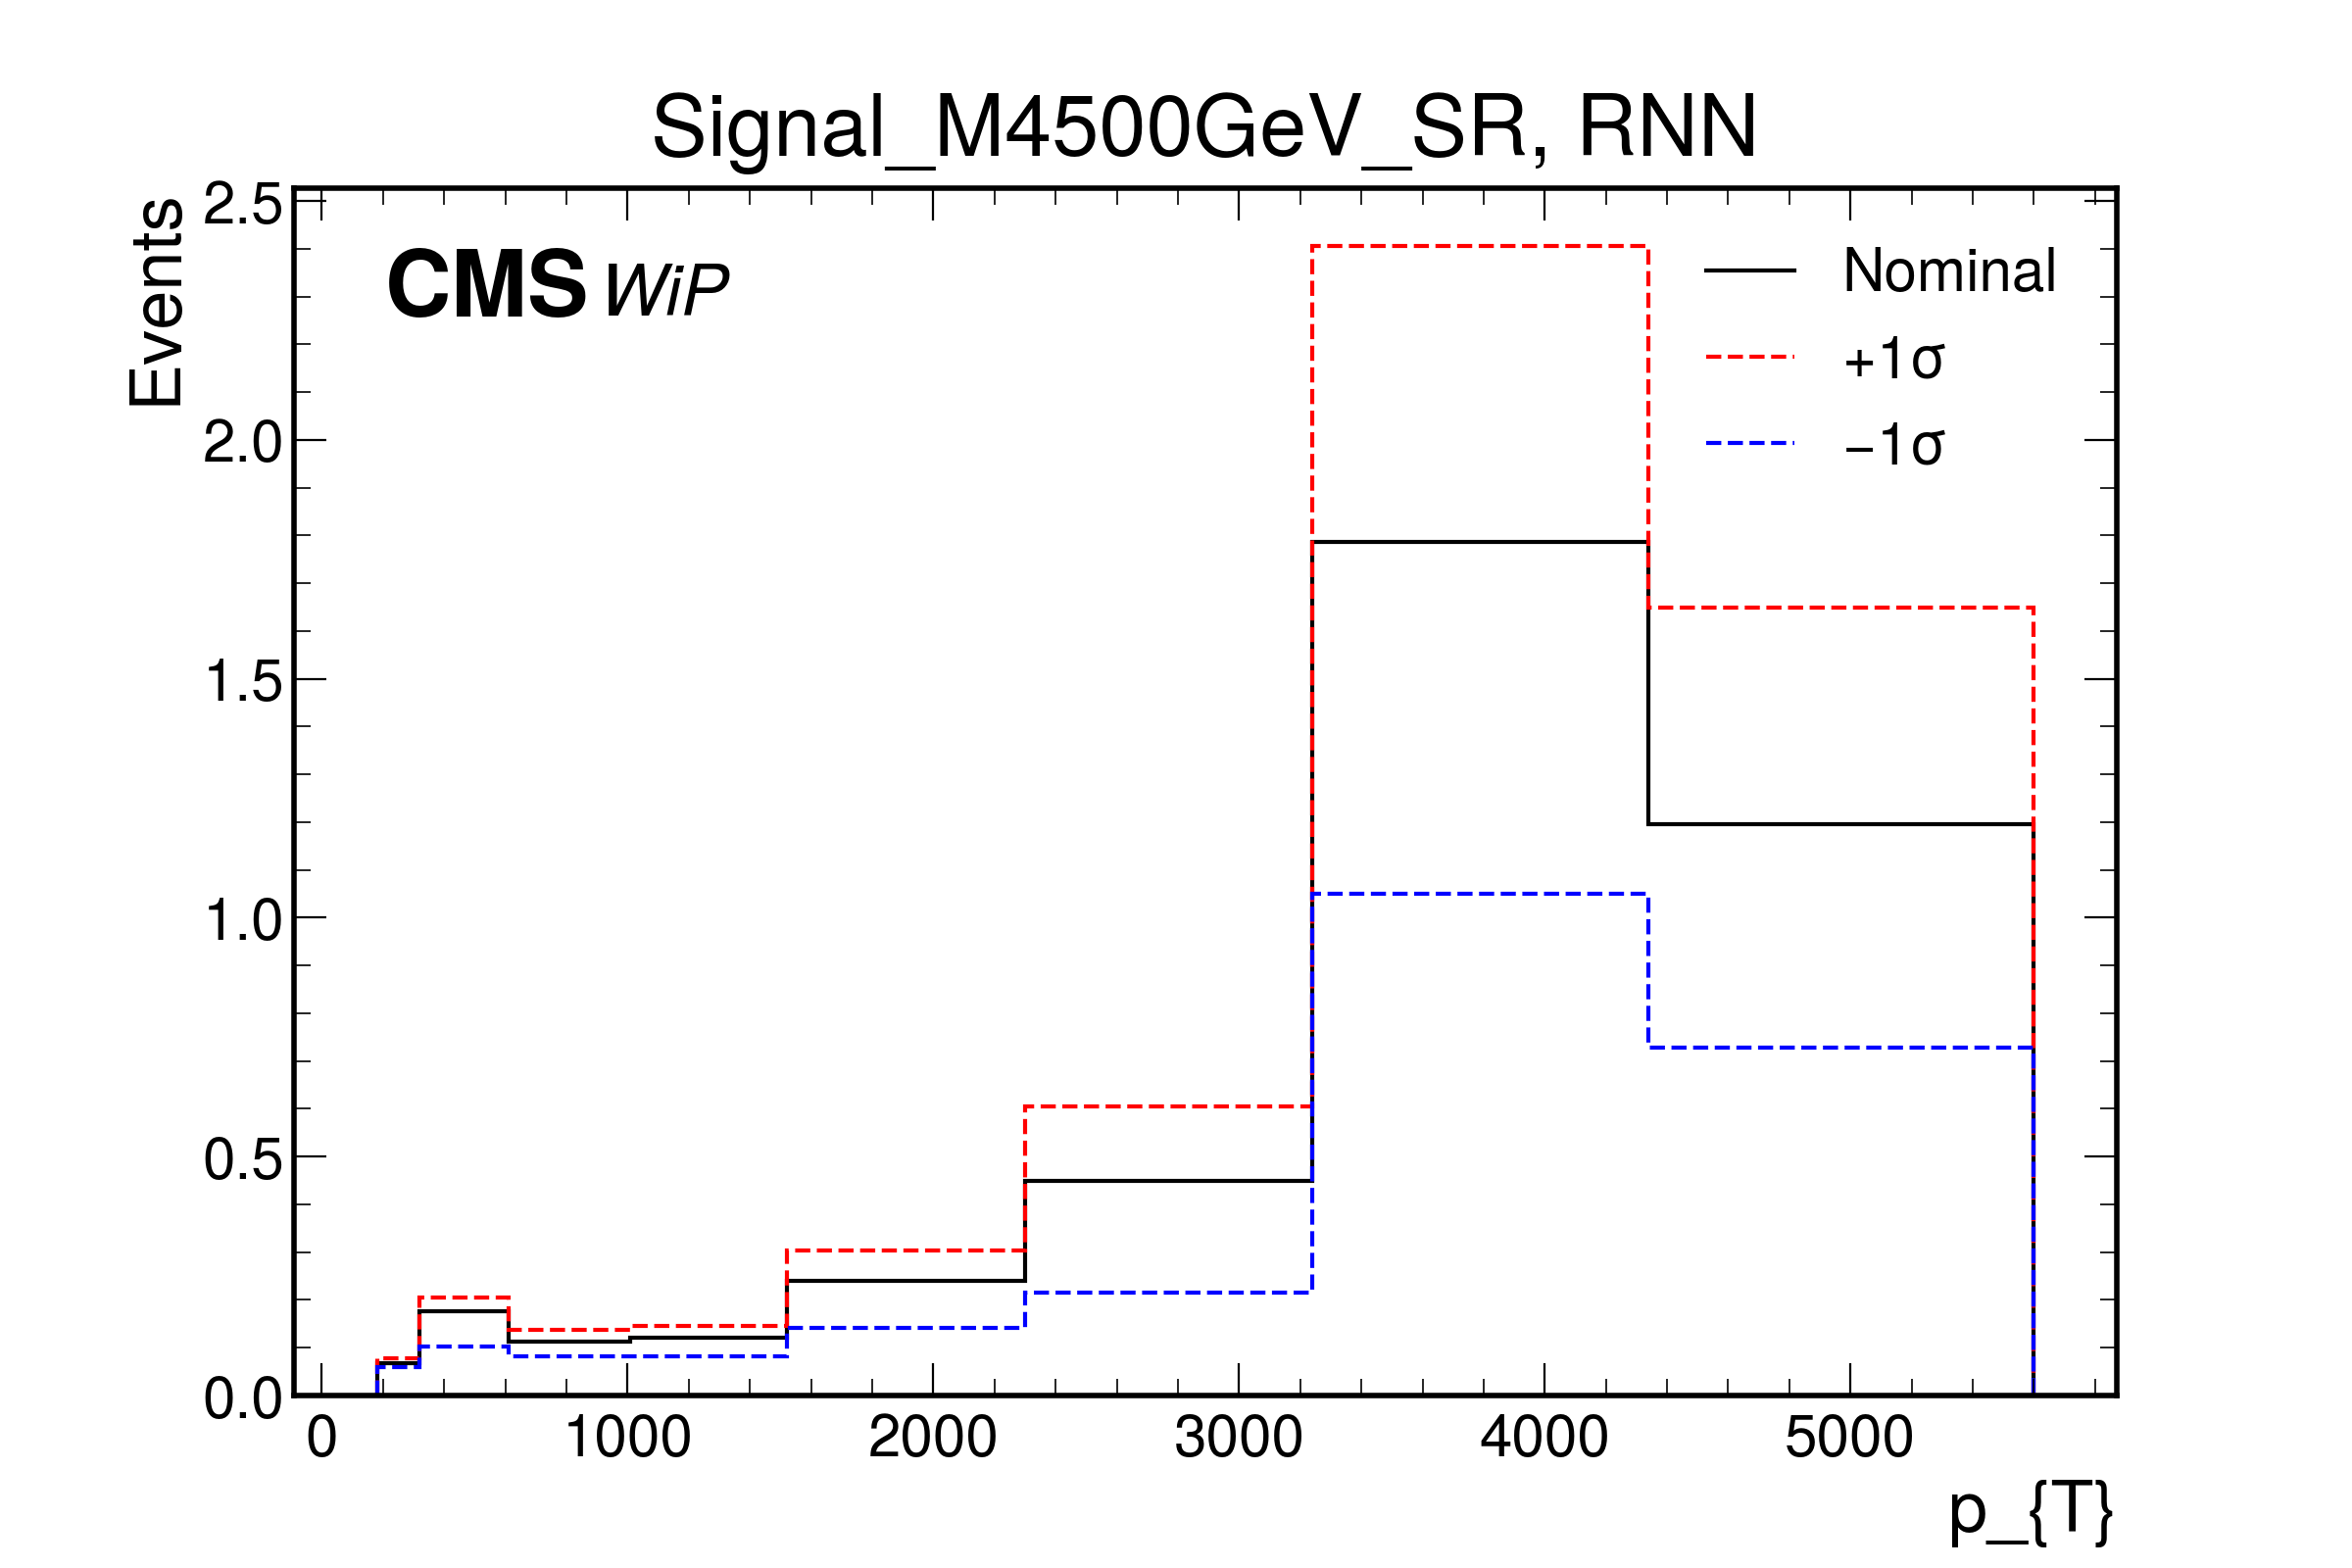 Signal_M4500GeV_SR, RNN
Events
2.5
2.0
1.5
1.0
0.5
0.0
CMS WiP
Nominal
+1σ
−1σ
0 1000 2000 3000 4000 5000
p_{T}